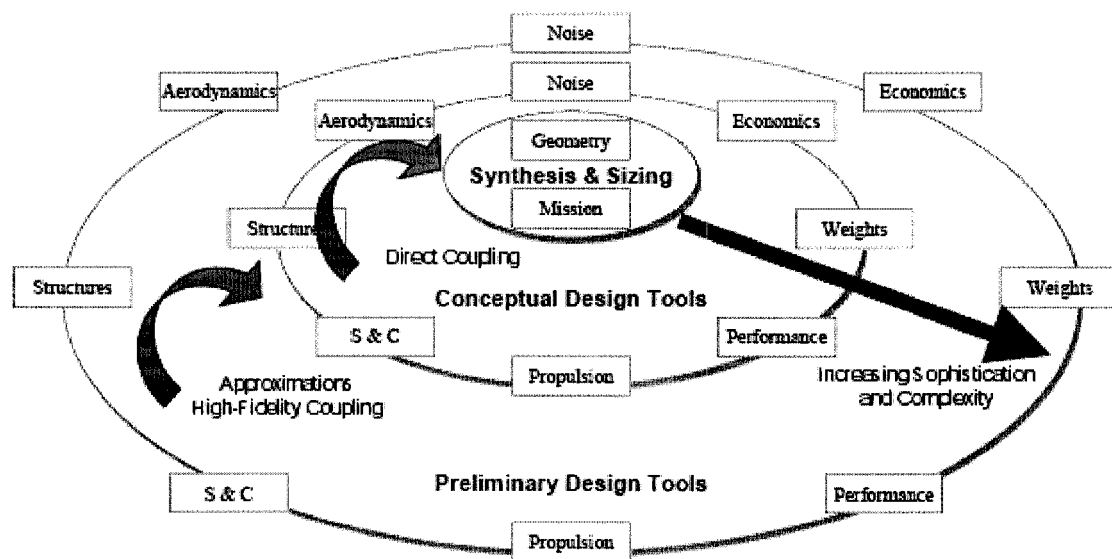 Noise
Aerodynamics
Noise
Economics
Aerodynamics
Economics
Geometry
Synthesis & Sizing
Mission
Structures
Weights
Direct Coupling
Structures
Weights
Conceptual Design Tools
S & C
Performance
Propulsion
Approximations
High-Fidelity Coupling
Increasing Sophistication
and Complexity
Preliminary Design Tools
S & C
Performance
Propulsion